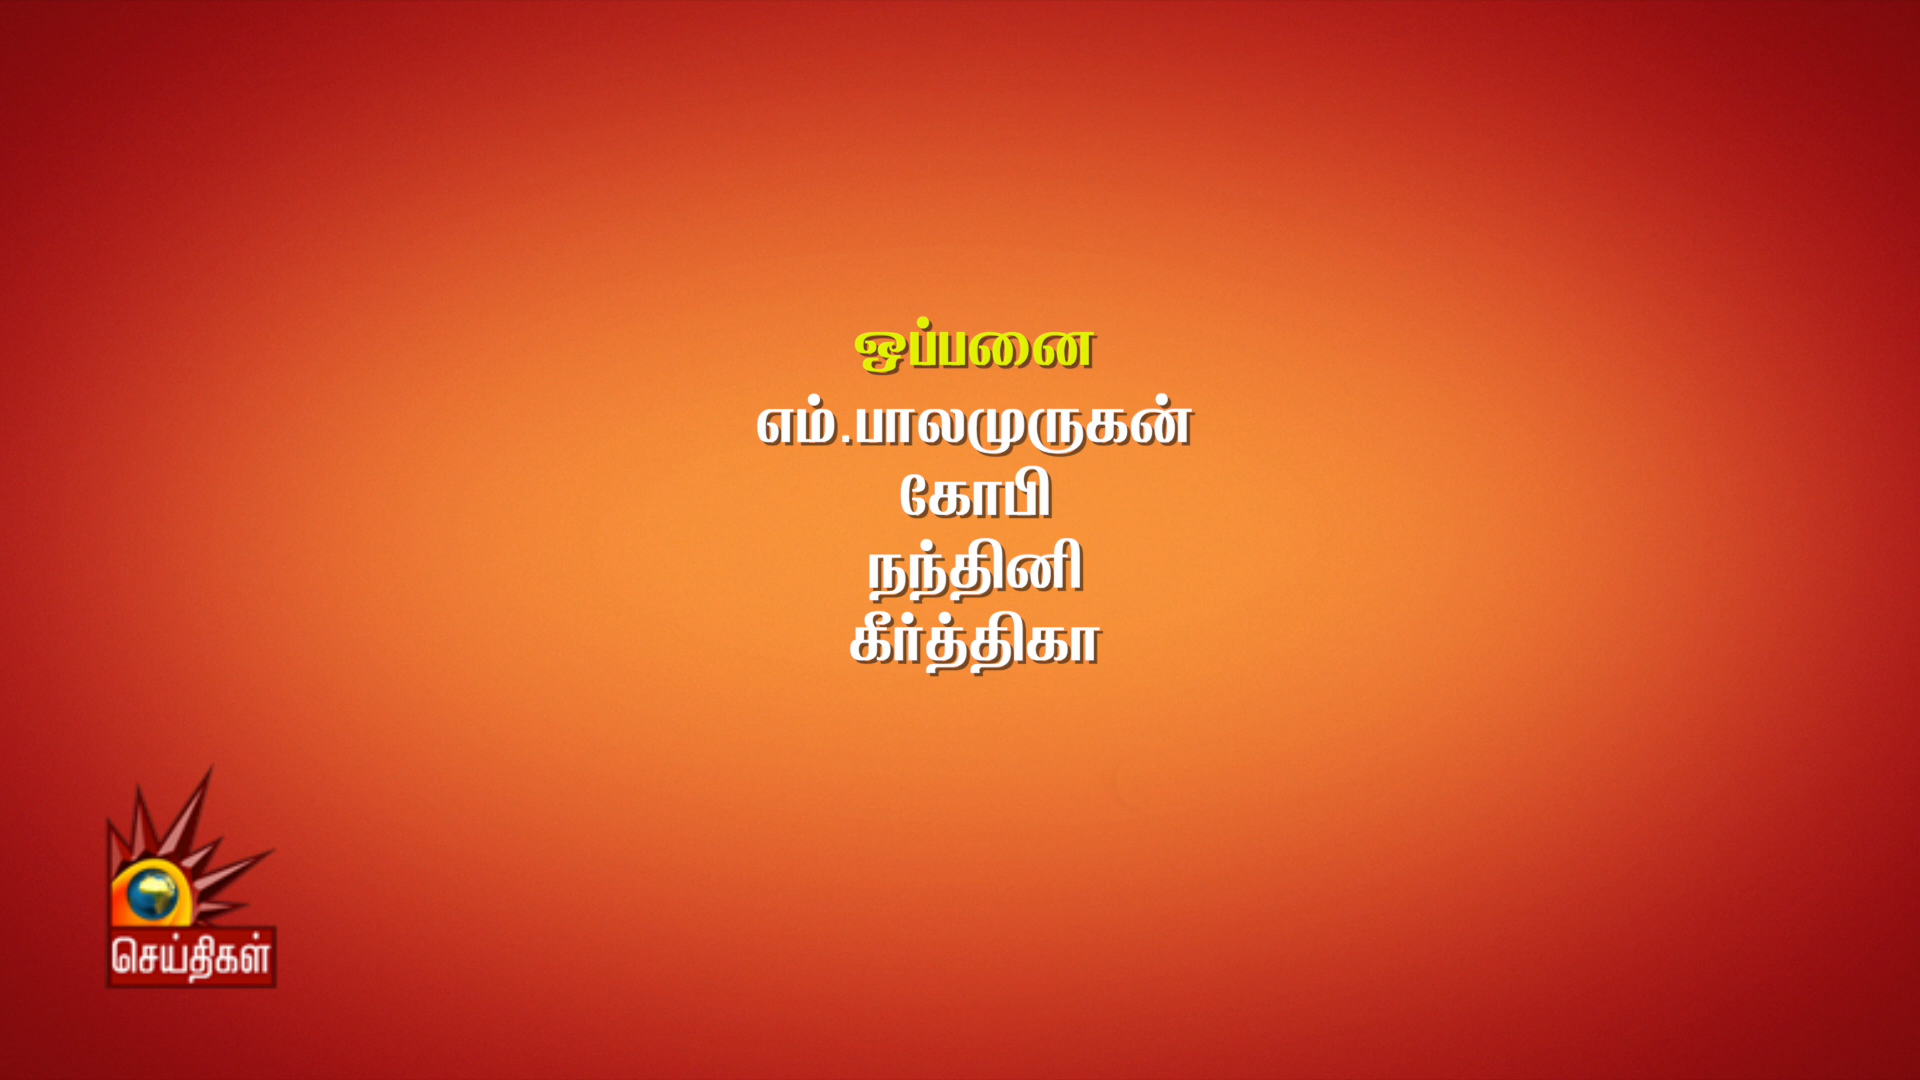 ஒப்பனை
எம்.பாலமுருகன்
கோபி
நந்தினி
கீர்த்திகா
செய்திகள்